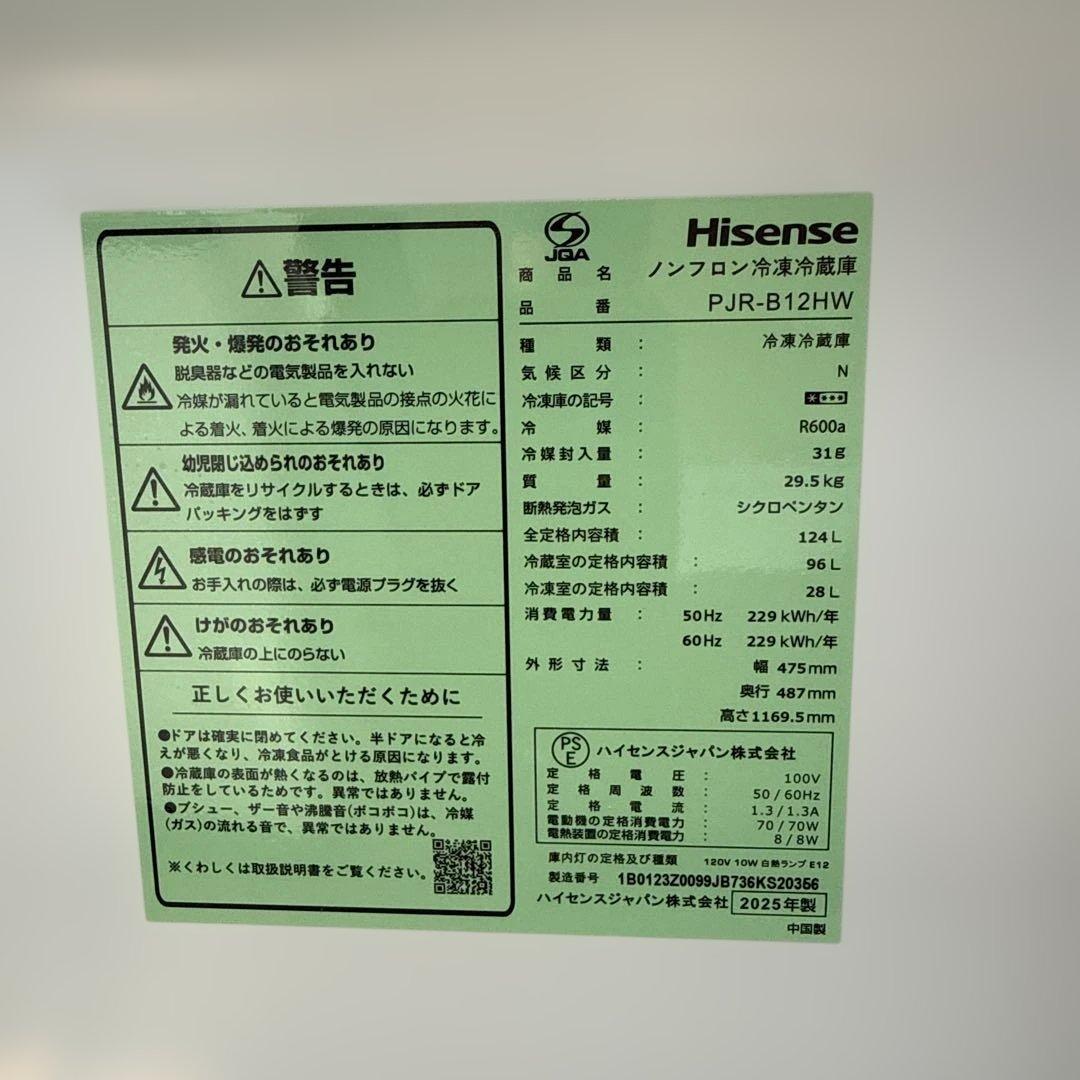 警告
発火・爆発のおそれあり
脱臭器などの電気製品を入れない
冷媒が漏れていると電気製品の接点の火花に
よる着火、着火による爆発の原因になります。
幼児閉じ込められのおそれあり
冷蔵庫をリサイクルするときは、必ずドア
パッキングをはずす
感電のおそれあり
お手入れの際は、必ず電源プラグを抜く
けがのおそれあり
冷蔵庫の上にのらない
正しくお使いいただくために
●ドアは確実に閉めてください。半ドアになると冷
えが悪くなり、冷凍食品がとける原因になります。
●冷蔵庫の表面が熱くなるのは、放熱パイプで露付
防止をしているためです。異常ではありません。
●プシュー、ザー音や沸騰音(ポコポコ)は、冷媒
(ガス)の流れる音で、異常ではありません。
※くわしくは取扱説明書をご覧ください。
JQA
Hisense
商品名 ノンフロン冷凍冷蔵庫
品番 PJR-B12HW
種類 : 冷凍冷蔵庫
気候区分 : N
冷凍庫の記号 : ****
冷媒 : R600a
冷媒封入量 : 31g
質量 : 29.5kg
断熱発泡ガス : シクロペンタン
全定格内容積 : 124L
冷蔵室の定格内容積 : 96L
冷凍室の定格内容積 : 28L
消費電力量 : 50Hz 229kWh/年
60Hz 229kWh/年
外形寸法 : 幅 475mm
奥行 487mm
高さ1169.5mm
PSE ハイセンスジャパン株式会社
定格電圧 : 100V
定格周波数 : 50/60Hz
定格電流 : 1.3/1.3A
電動機の定格消費電力 : 70/70W
電熱装置の定格消費電力 : 8/8W
庫内灯の定格及び種類 120V 10W 白熱ランプ E12
製造番号 1B0123Z0099JB736KS20356
ハイセンスジャパン株式会社 2025年製
中国製